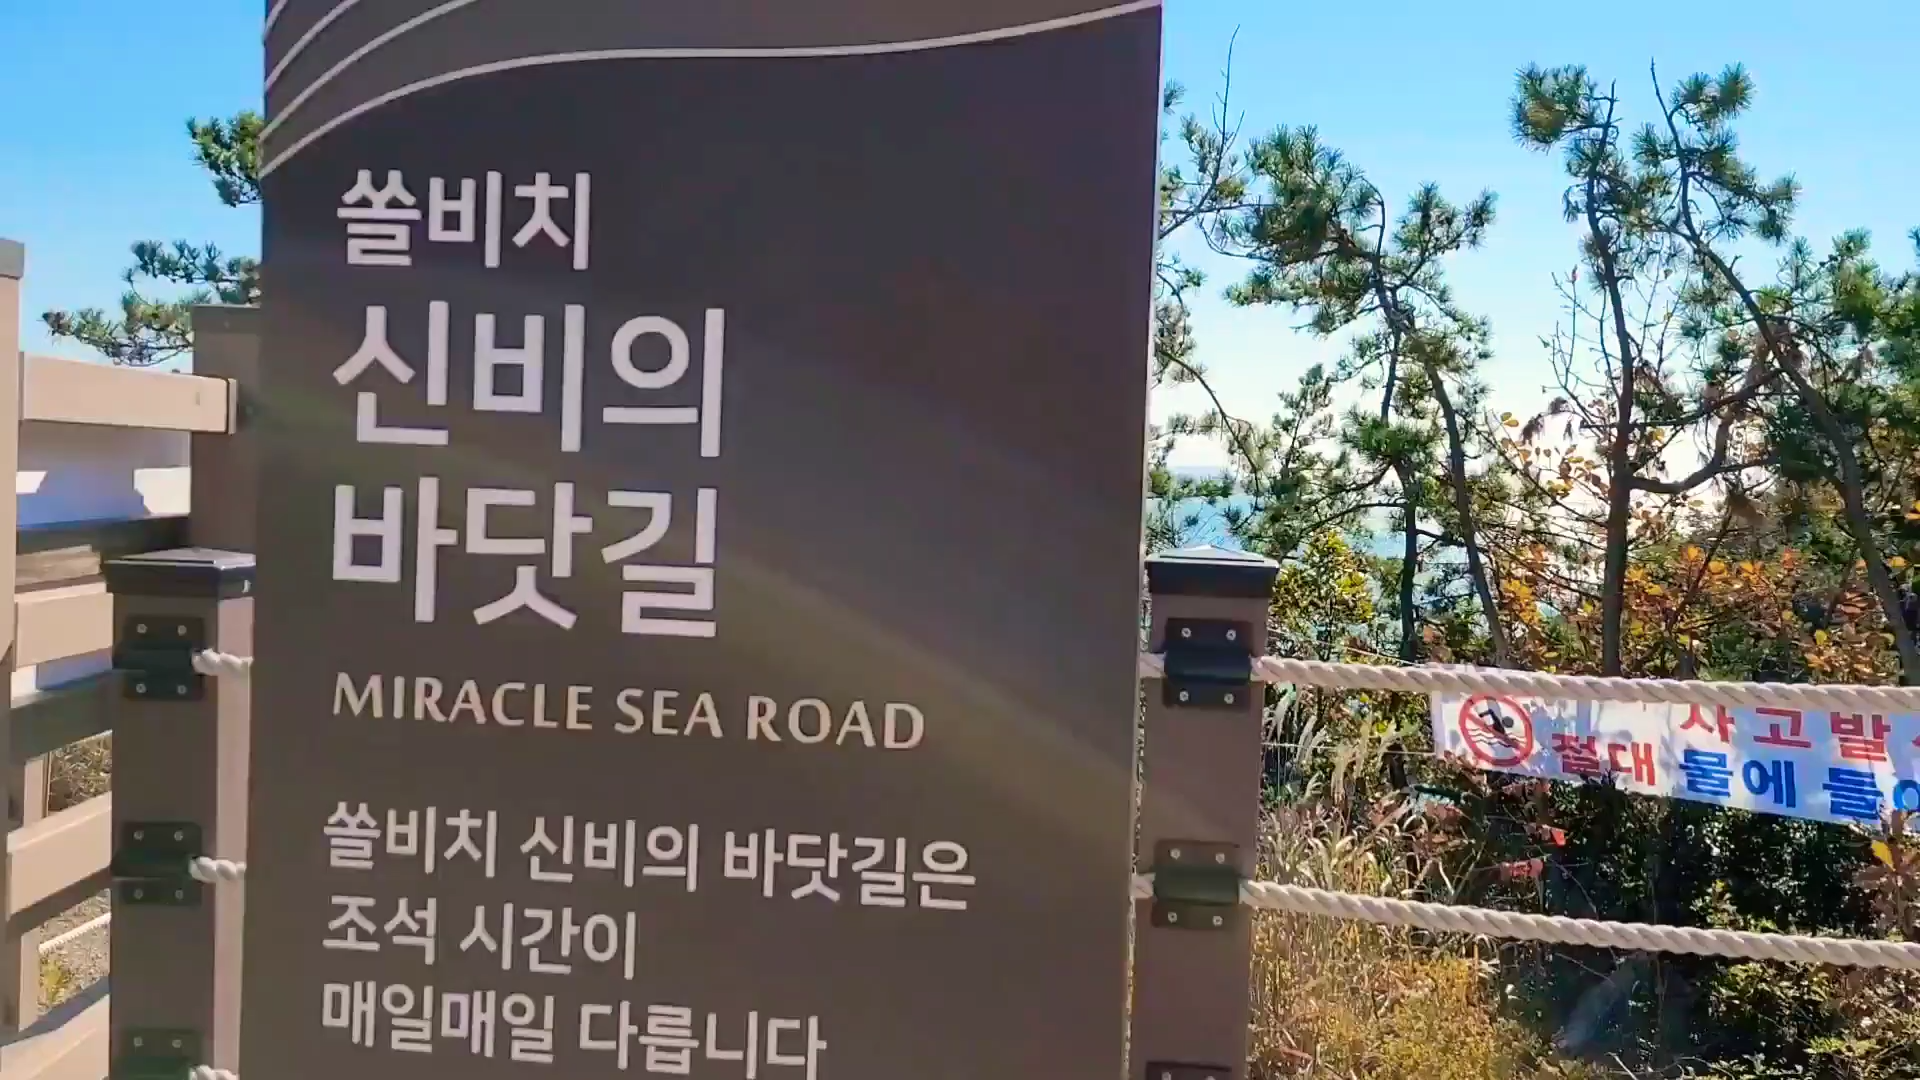 쏠비치
신비의
바닷길
MIRACLE SEA ROAD
쏠비치 신비의 바닷길은
조석 시간이
매일매일 다릅니다
사고발
절대 물에 들